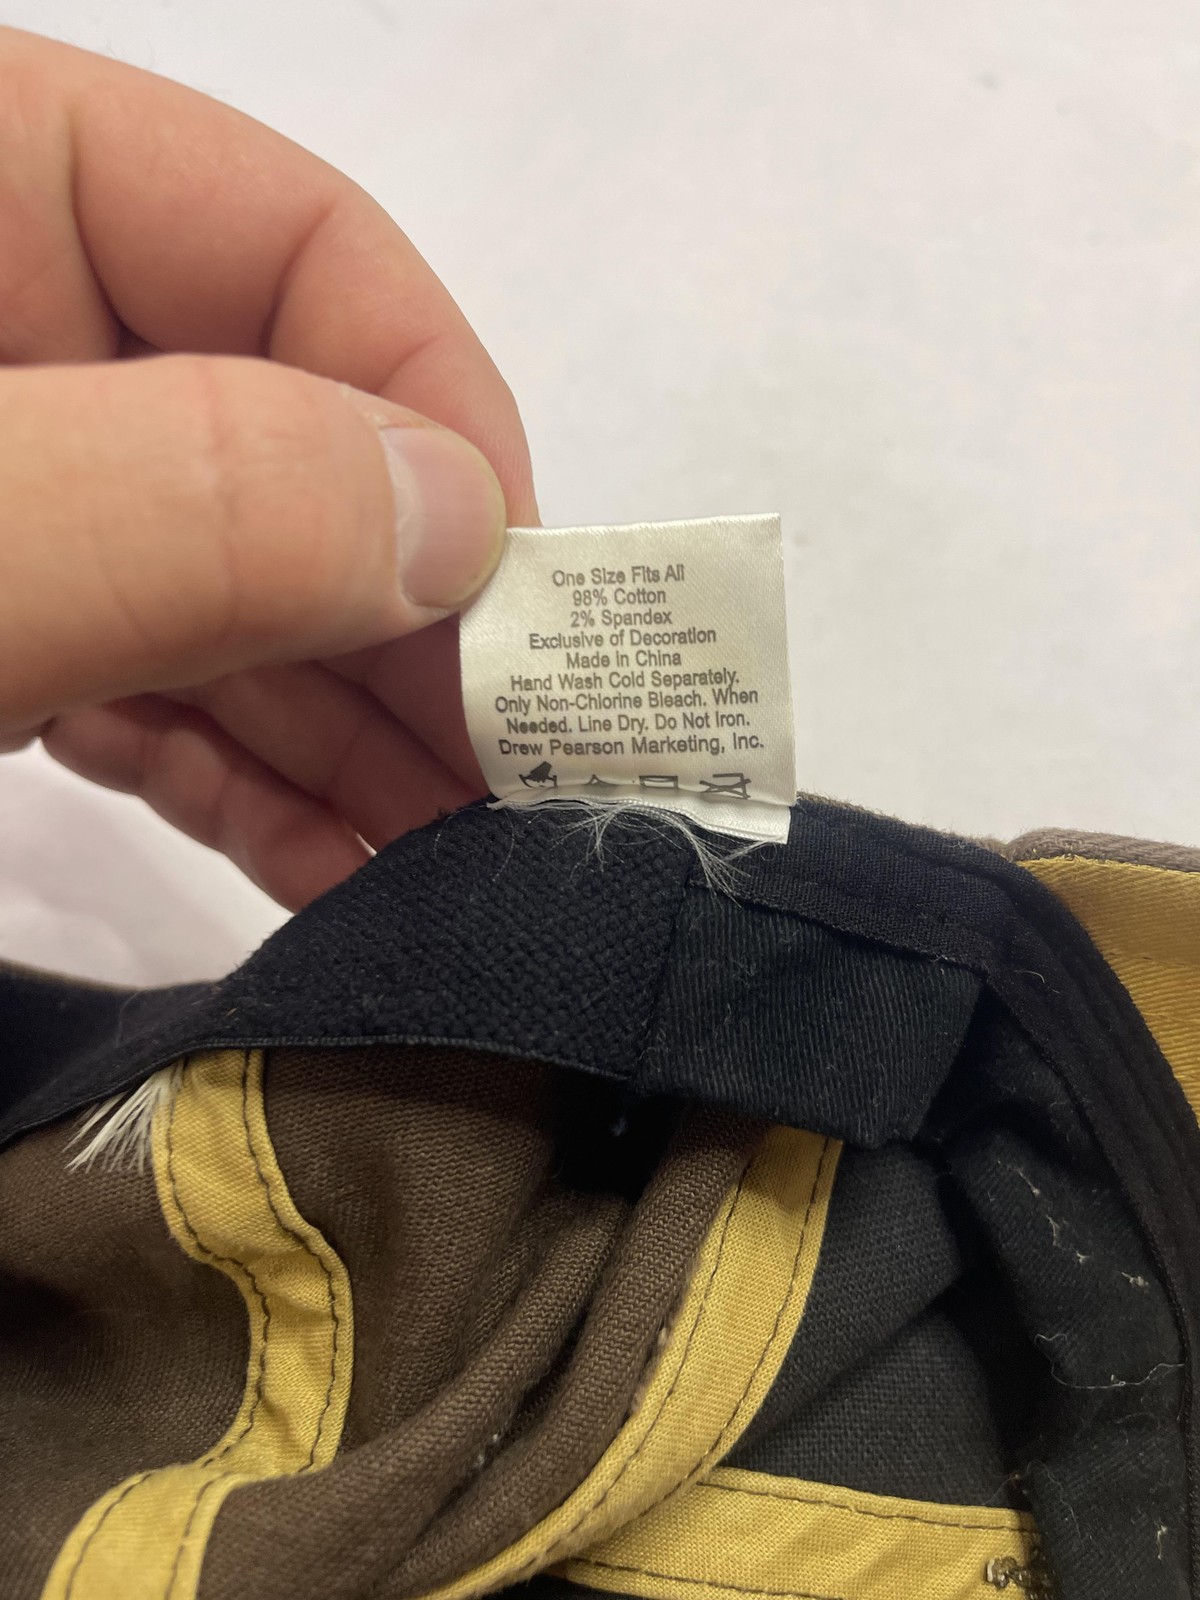 One Size Fits All
98% Cotton
2% Spandex
Exclusive of Decoration
Made In China
Hand Wash Cold Separately.
Only Non-Chlorine Bleach. When
Needed. Line Dry. Do Not Iron.
Drew Pearson Marketing, Inc.